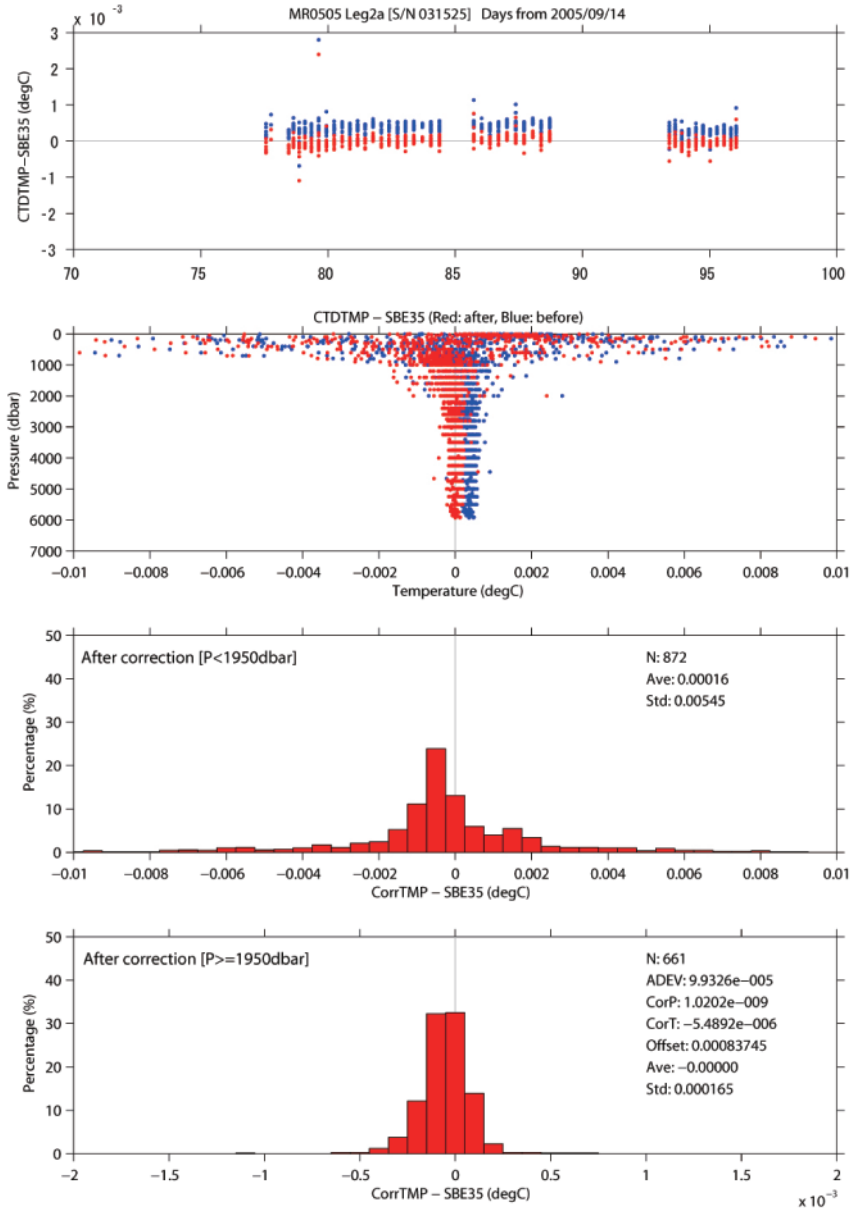 MR0505 Leg2a [S/N 031525] Days from 2005/09/14
x 10 −3
CTDTMP−SBE35 (degC)
3
2
1
0
−1
−2
−3
70 75 80 85 90 95 100
CTDTMP − SBE35 (Red: after, Blue: before)
Pressure (dbar)
0
1000
2000
3000
4000
5000
6000
7000
−0.01 −0.008 −0.006 −0.004 −0.002 0 0.002 0.004 0.006 0.008 0.01
Temperature (degC)
After correction [P<1950dbar]
N: 872
Ave: 0.00016
Std: 0.00545
Percentage (%)
50
40
30
20
10
0
−0.01 −0.008 −0.006 −0.004 −0.002 0 0.002 0.004 0.006 0.008 0.01
CorrTMP − SBE35 (degC)
After correction [P>=1950dbar]
N: 661
ADEV: 9.9326e−005
CorP: 1.0202e−009
CorT: −5.4892e−006
Offset: 0.00083745
Ave: −0.00000
Std: 0.000165
Percentage (%)
50
40
30
20
10
0
−2 −1.5 −1 −0.5 0 0.5 1 1.5 2
CorrTMP − SBE35 (degC)
x 10 −3